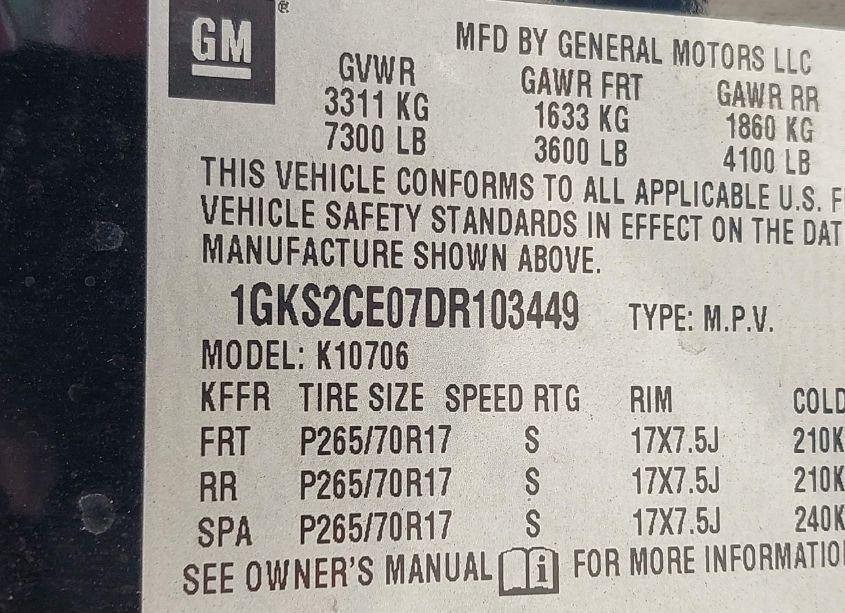 GM ®
MFD BY GENERAL MOTORS LLC
GVWR GAWR FRT GAWR RR
3311 KG 1633 KG 1860 KG
7300 LB 3600 LB 4100 LB
THIS VEHICLE CONFORMS TO ALL APPLICABLE U.S. F
VEHICLE SAFETY STANDARDS IN EFFECT ON THE DAT
MANUFACTURE SHOWN ABOVE.
1GKS2CE07DR103449 TYPE: M.P.V.
MODEL: K10706
KFFR TIRE SIZE SPEED RTG RIM COLD
FRT P265/70R17 S 17X7.5J 210K
RR P265/70R17 S 17X7.5J 210K
SPA P265/70R17 S 17X7.5J 240K
SEE OWNER'S MANUAL i FOR MORE INFORMATIO